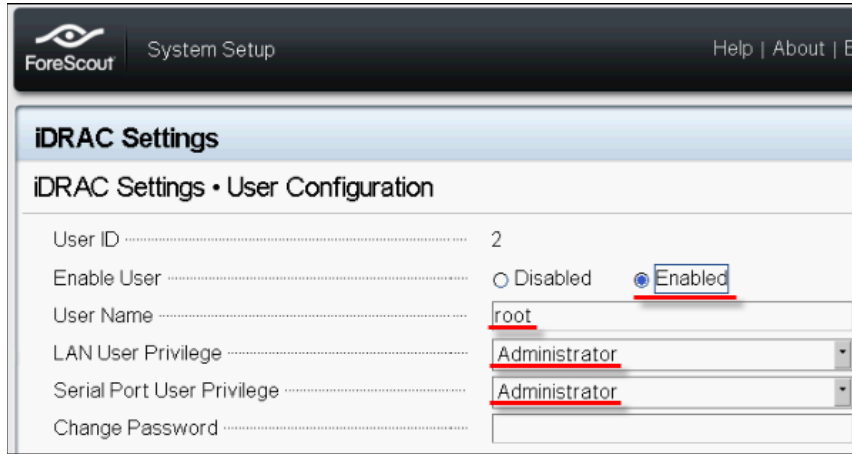 ForeScout System Setup Help | About | E
iDRAC Settings
iDRAC Settings • User Configuration
User ID 2
Enable User Disabled Enabled
User Name root
LAN User Privilege Administrator
Serial Port User Privilege Administrator
Change Password